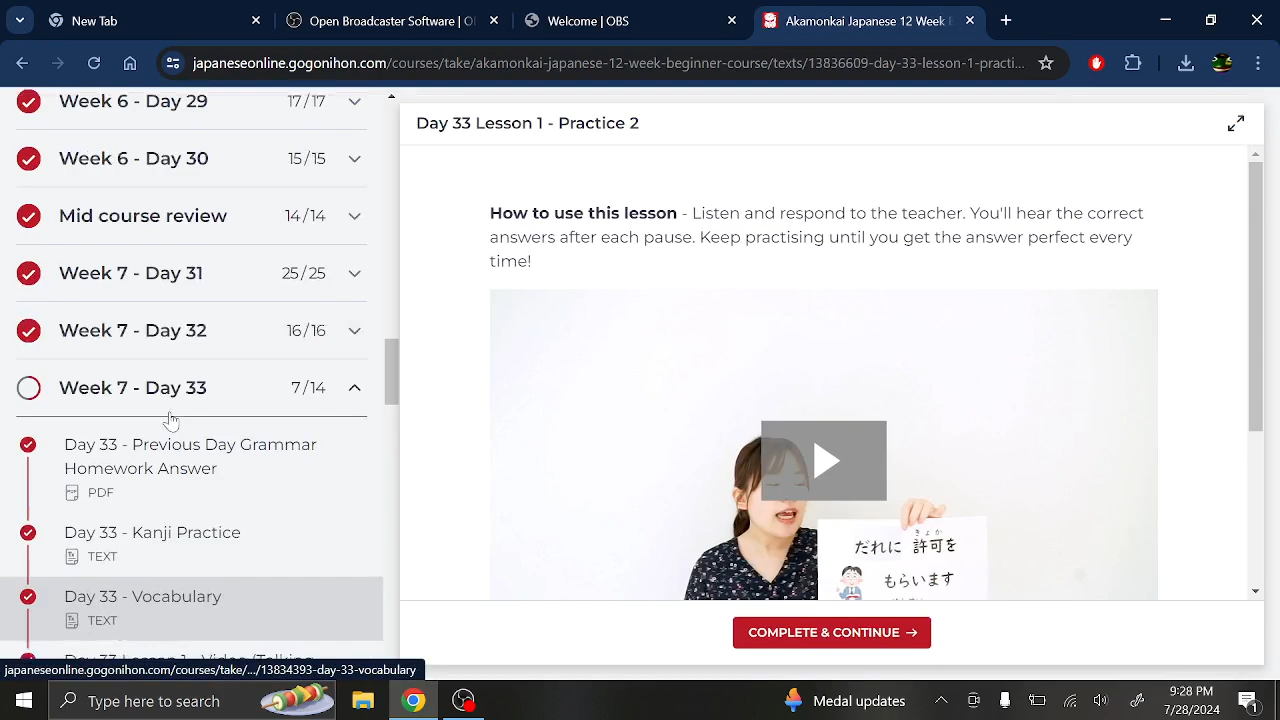 New Tab
Open Broadcaster Software | O
Welcome | OBS
Akamonkai Japanese 12 Week B
japaneseonline.gogonihon.com/courses/take/akamonkai-japanese-12-week-beginner-course/texts/13836609-day-33-lesson-1-practi...
Week 6 - Day 29 17/17
Week 6 - Day 30 15/15
Mid course review 14/14
Week 7 - Day 31 25/25
Week 7 - Day 32 16/16
Week 7 - Day 33 7/14
Day 33 - Previous Day Grammar
Homework Answer
PDF
Day 33 - Kanji Practice
TEXT
Day 33 - Vocabulary
TEXT
japaneseonline.gogonihon.com/courses/take/.../13834393-day-33-vocabulary
Day 33 Lesson 1 - Practice 2
How to use this lesson - Listen and respond to the teacher. You'll hear the correct
answers after each pause. Keep practising until you get the answer perfect every
time!
きょか
だれに 許可を
もらいます
COMPLETE & CONTINUE →
Type here to search
Medal updates
9:28 PM
7/28/2024